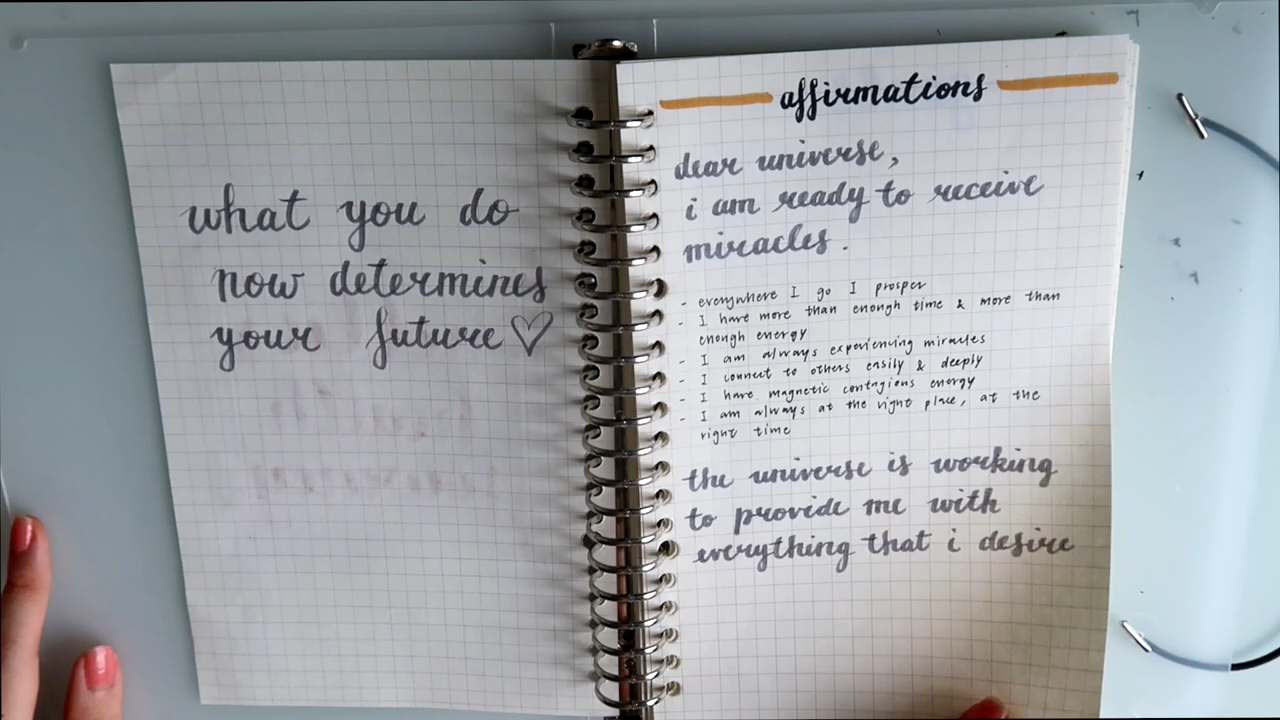 what you do
now determines
your future♡
affirmations
dear universe,
i am ready to receive
miracles.
- everywhere I go I prosper
- I have more than enough time & more than
enough energy
- I am always experiencing miracles
- I connect to others easily & deeply
- I have magnetic contagious energy
- I am always at the right place, at the
right time
the universe is working
to provide me with
everything that i desire